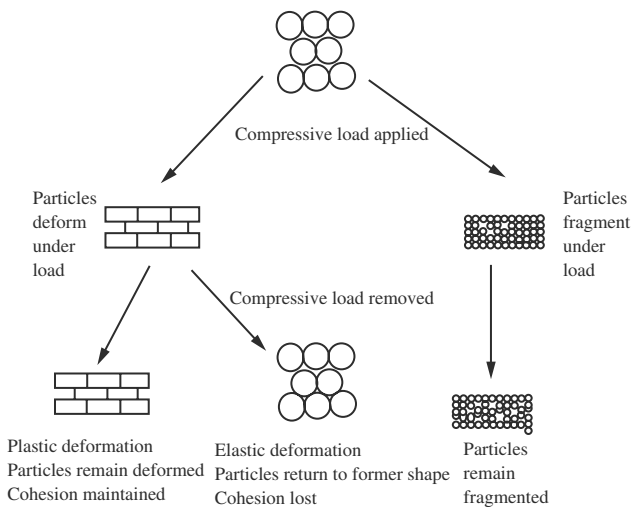 Compressive load applied
Particles
deform
under
load
Particles
fragment
under
load
Compressive load removed
Plastic deformation
Particles remain deformed
Cohesion maintained
Elastic deformation
Particles return to former shape
Cohesion lost
Particles
remain
fragmented